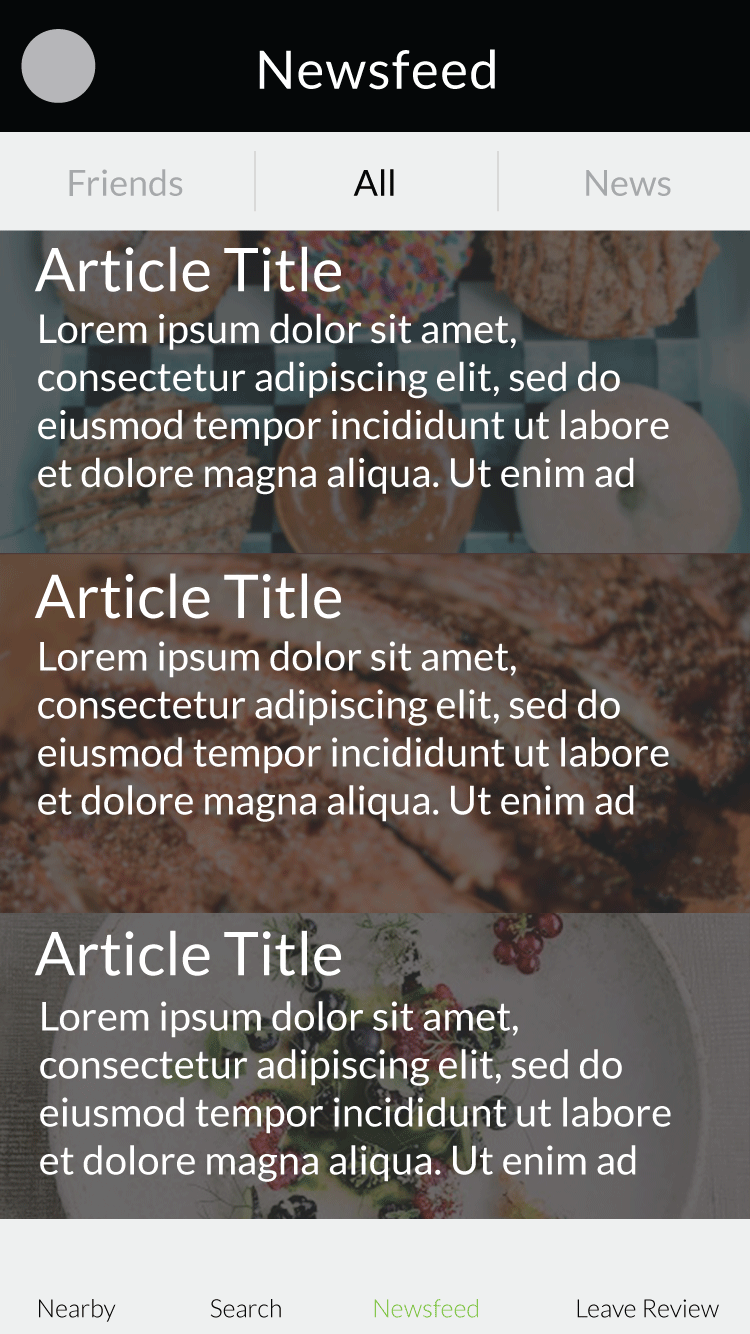 Newsfeed
Friends
All
News
Article Title
Lorem ipsum dolor sit amet,
consectetur adipiscing elit, sed do
eiusmod tempor incididunt ut labore
et dolore magna aliqua. Ut enim ad
Article Title
Lorem ipsum dolor sit amet,
consectetur adipiscing elit, sed do
eiusmod tempor incididunt ut labore
et dolore magna aliqua. Ut enim ad
Article Title
Lorem ipsum dolor sit amet,
consectetur adipiscing elit, sed do
eiusmod tempor incididunt ut labore
et dolore magna aliqua. Ut enim ad
Nearby
Search
Newsfeed
Leave Review